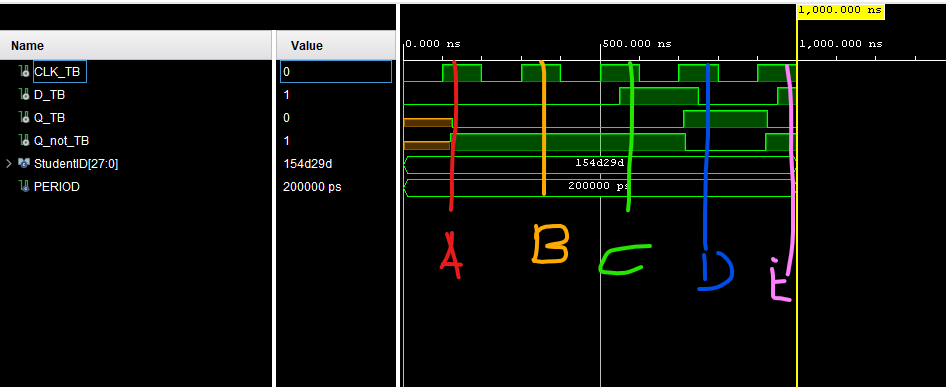 1,000.000 ns
Name Value
0.000 ns 500.000 ns 1,000.000 ns
CLK_TB 0
D_TB 1
Q_TB 0
Q_not_TB 1
StudentID[27:0] 154d29d 154d29d
PERIOD 200000 ps 200000 ps
A B C D E